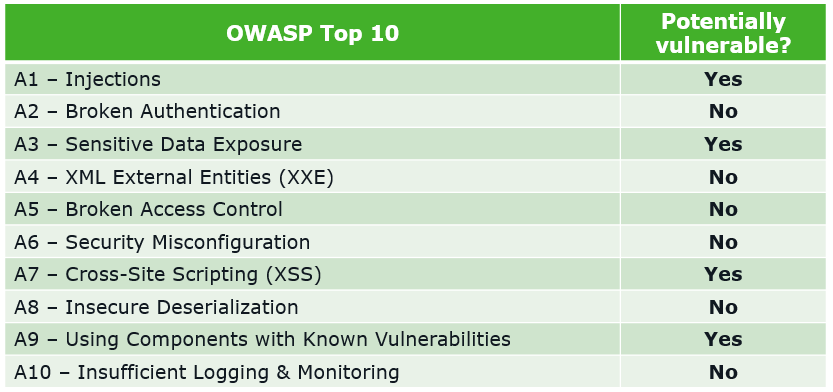 OWASP Top 10 Potentially vulnerable?
A1 – Injections Yes
A2 – Broken Authentication No
A3 – Sensitive Data Exposure Yes
A4 – XML External Entities (XXE) No
A5 – Broken Access Control No
A6 – Security Misconfiguration No
A7 – Cross-Site Scripting (XSS) Yes
A8 – Insecure Deserialization No
A9 – Using Components with Known Vulnerabilities Yes
A10 – Insufficient Logging & Monitoring No